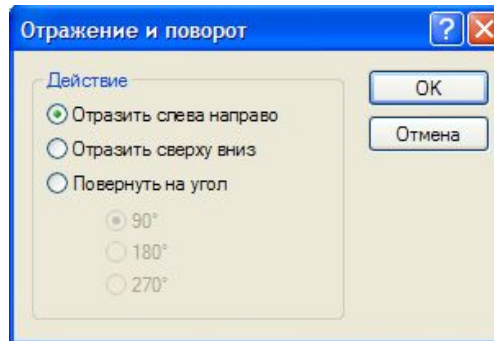 Отражение и поворот
Действие
Отразить слева направо
Отразить сверху вниз
Повернуть на угол
90°
180°
270°
OK
Отмена